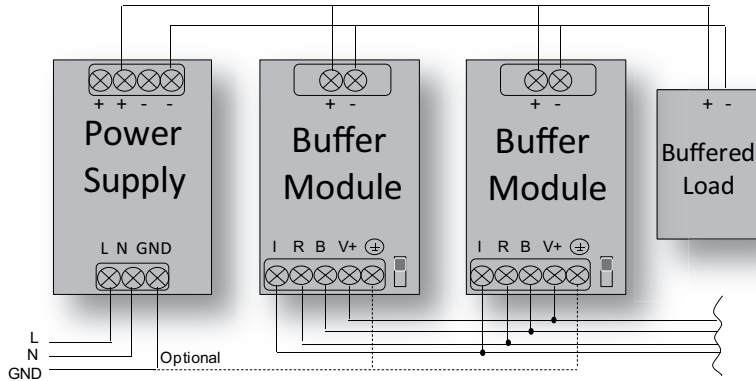 + + - -
Power
Supply
L N GND
+ -
Buffer
Module
I R B V+
+ -
Buffer
Module
I R B V+
+ -
Buffered
Load
L
N
GND
Optional